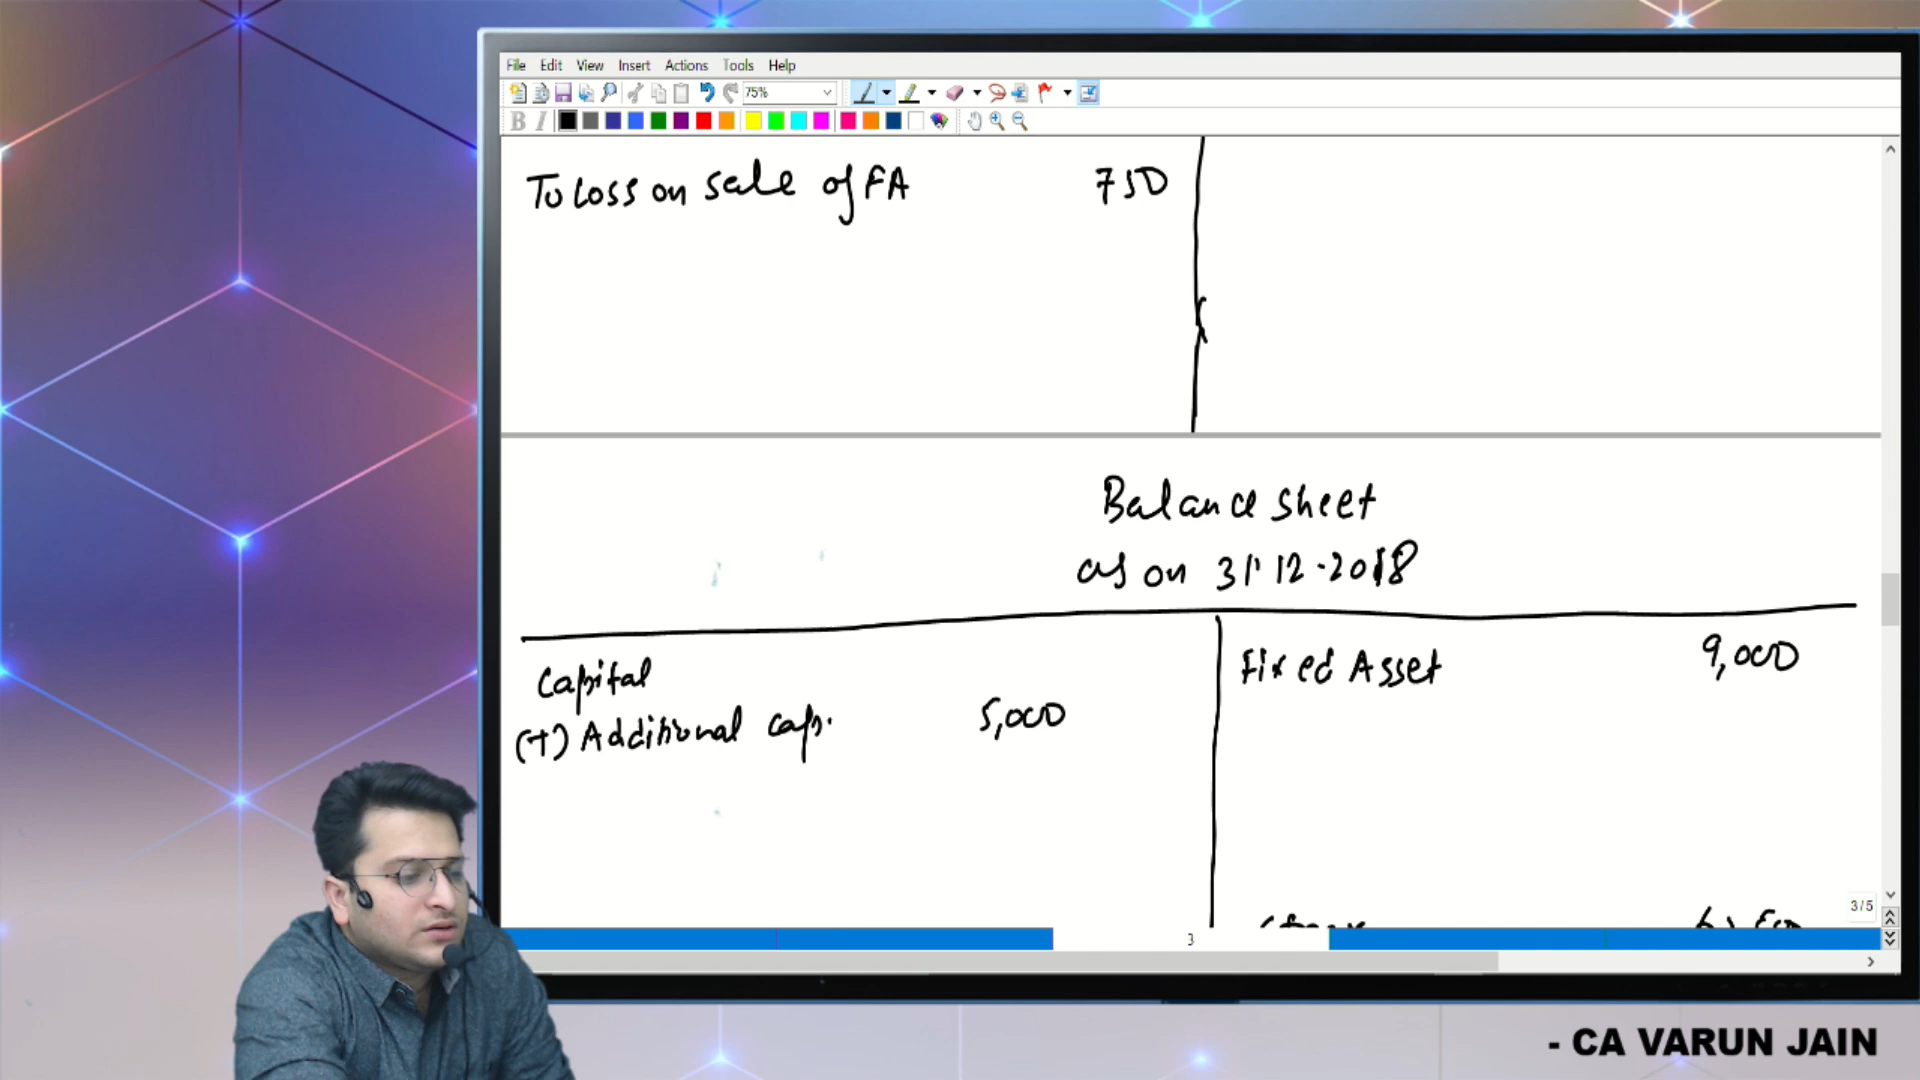 File Edit View Insert Actions Tools Help
75%
B I
To Loss on sale of FA 750
Balance sheet
as on 31.12.2018
Capital
(+) Additional cap. 5,000
Fixed Asset 9,000
3/5
3
- CA VARUN JAIN